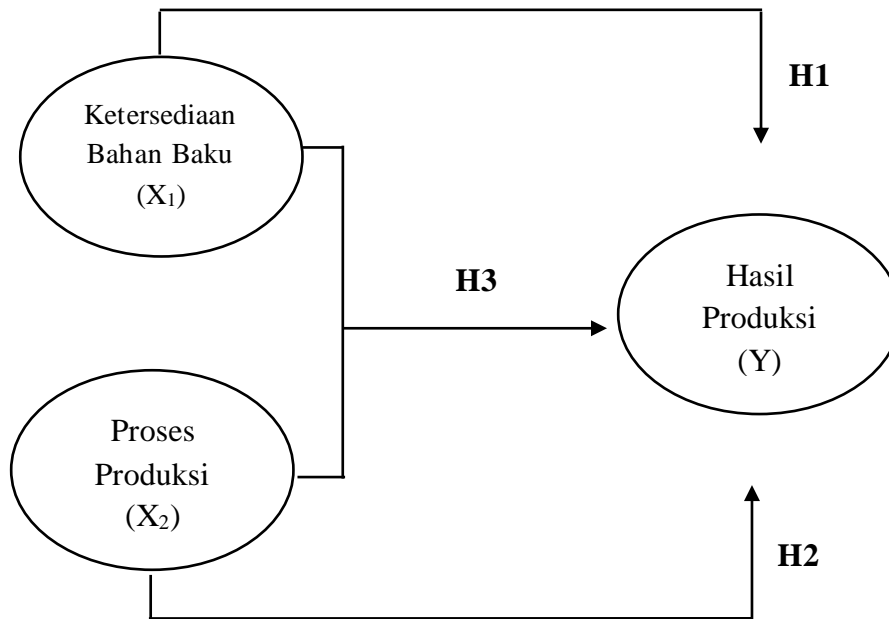 H1
Ketersediaan
Bahan Baku
(X₁)
H3
Hasil
Produksi
(Y)
Proses
Produksi
(X₂)
H2